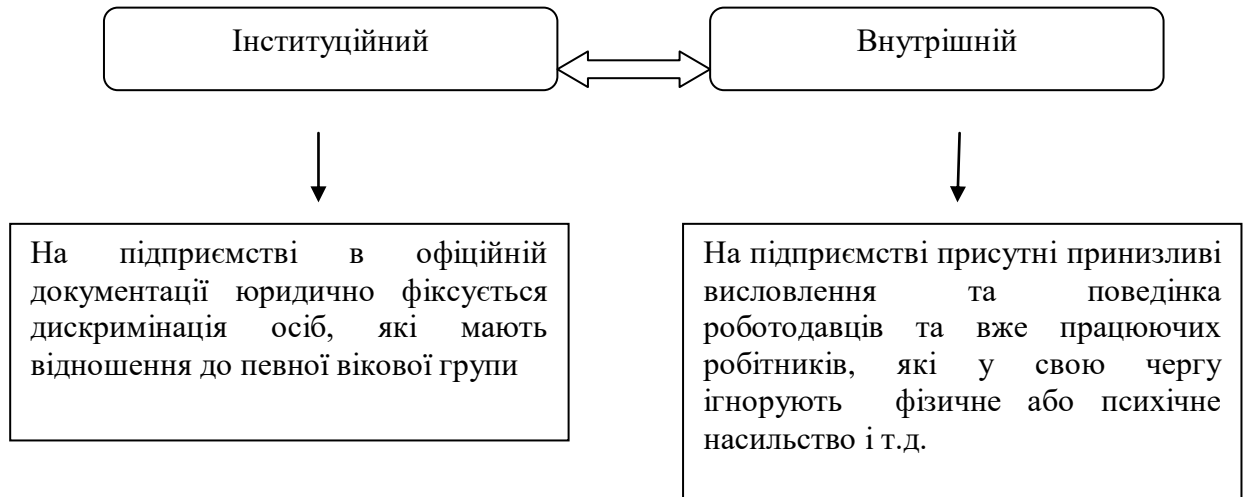 Інституційний
Внутрішній
На підприємстві в офіційній
документації юридично фіксується
дискримінація осіб, які мають
відношення до певної вікової групи
На підприємстві присутні принизливі
висловлення та поведінка
роботодавців та вже працюючих
робітників, які у свою чергу
ігнорують фізичне або психічне
насильство і т.д.